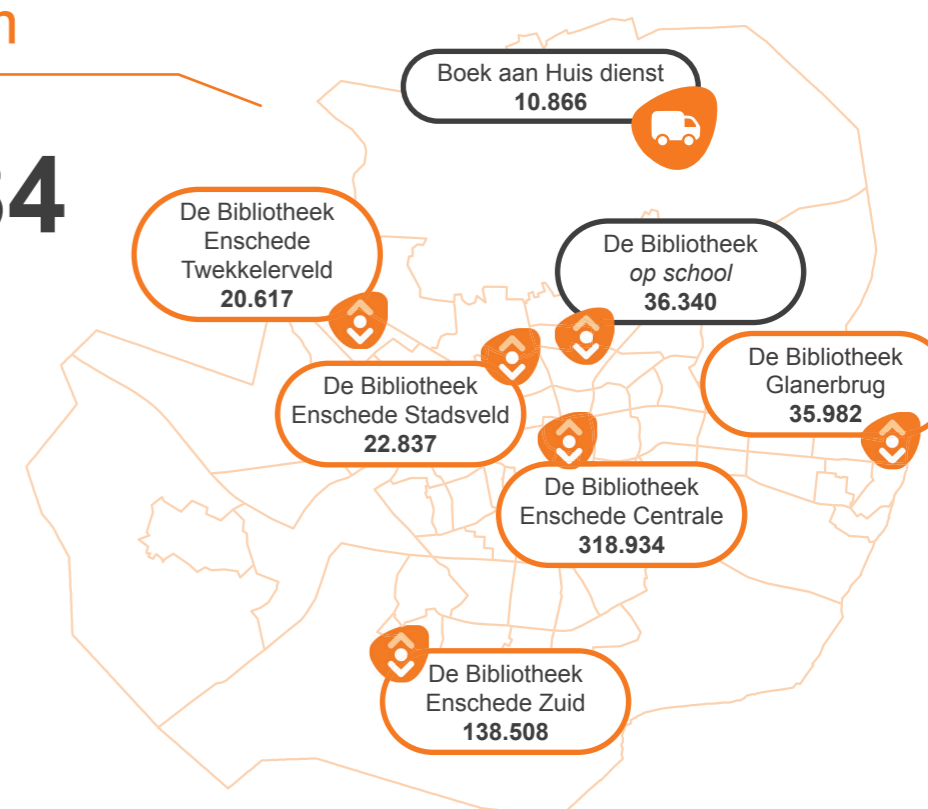 Boek aan Huis dienst
10.866
De Bibliotheek
Enschede
Twekkelerveld
20.617
De Bibliotheek
op school
36.340
De Bibliotheek
Enschede Stadsveld
22.837
De Bibliotheek
Glanerbrug
35.982
De Bibliotheek
Enschede Centrale
318.934
De Bibliotheek
Enschede Zuid
138.508